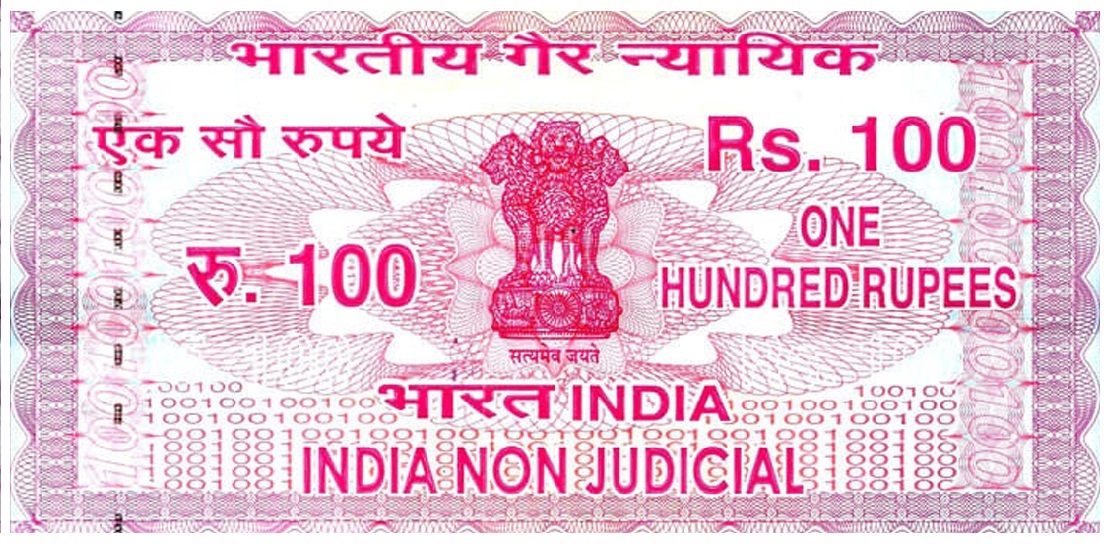 भारतीय गैर न्यायिक
एक सौ रुपये
Rs. 100
रु. 100
ONE
HUNDRED RUPEES
सत्यमेव जयते
भारत INDIA
INDIA NON JUDICIAL